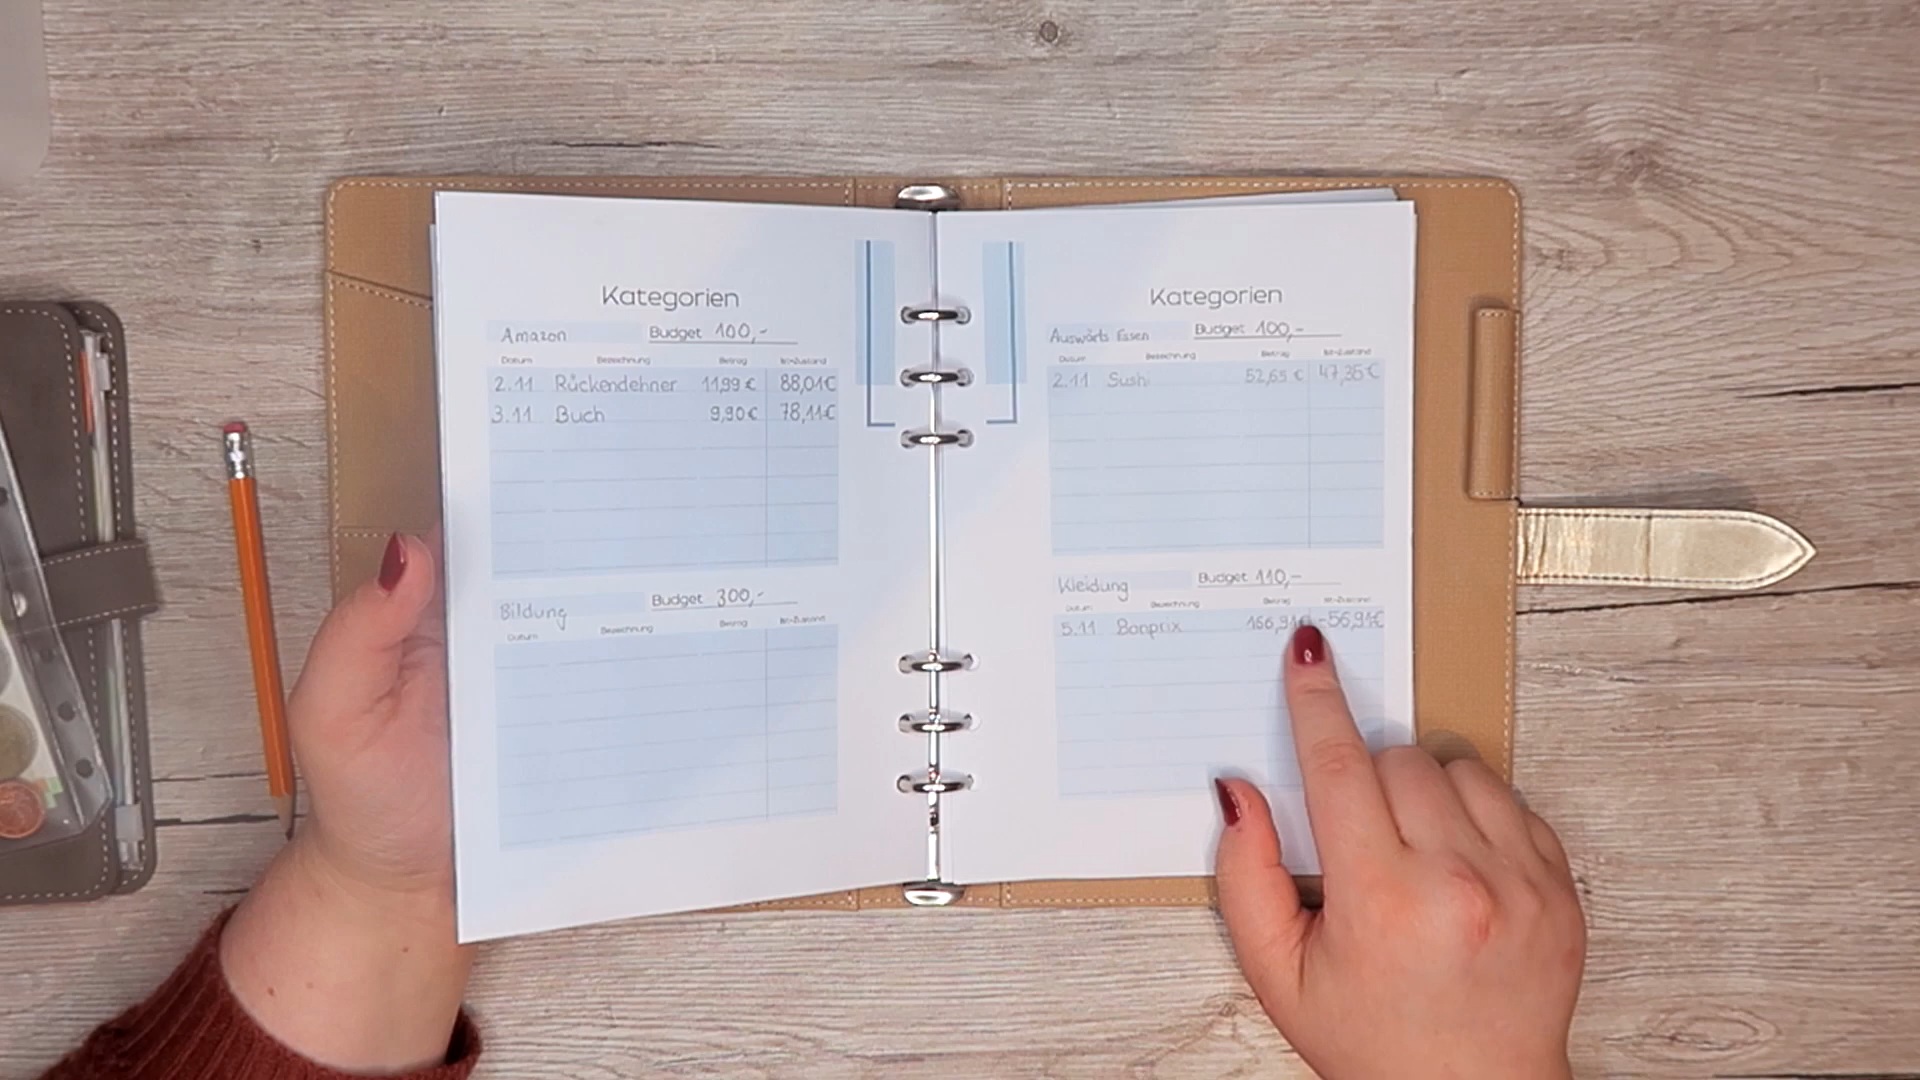 Kategorien
Amazon Budget 100,-
Datum Bezeichnung Betrag Ist-Zustand
2.11 Rückendehner 11,99 € 88,01€
3.11 Buch 9,90€ 78,11€
Bildung Budget 300,-
Datum Bezeichnung Betrag Ist-Zustand
Kategorien
Auswärts Essen Budget 100,-
Datum Bezeichnung Betrag Ist-Zustand
2.11 Sushi 52,65 € 47,35€
Kleidung Budget 110,-
Datum Bezeichnung Betrag Ist-Zustand
5.11 Bonprix 166,91€ -56,91€